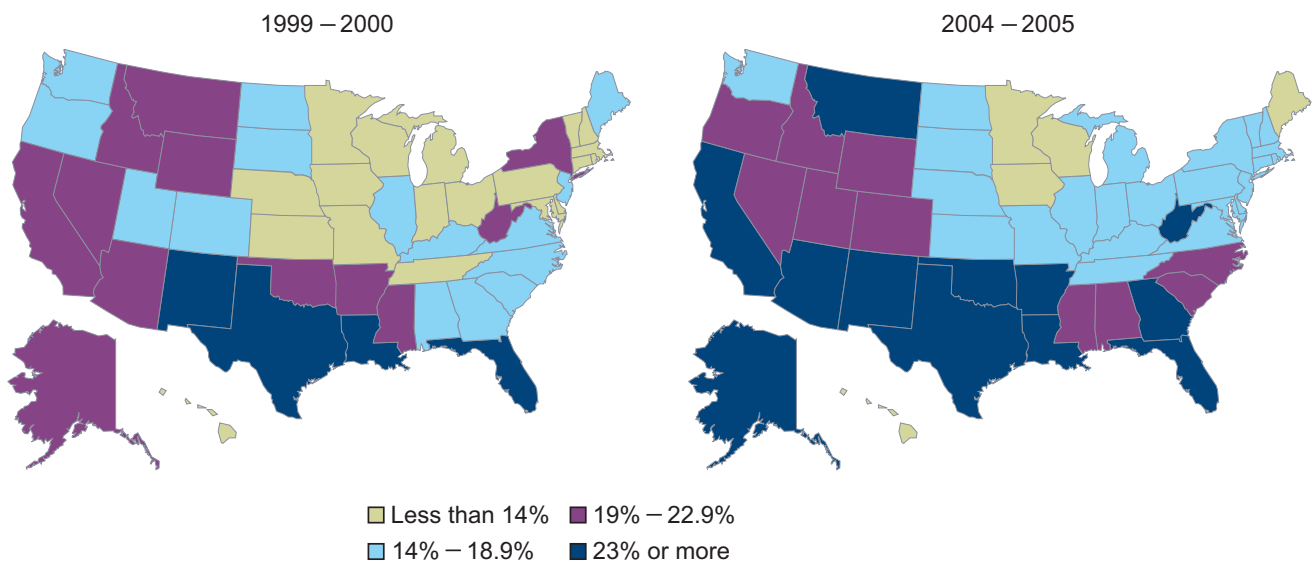 1999 – 2000
2004 – 2005
Less than 14%
19% – 22.9%
14% – 18.9%
23% or more